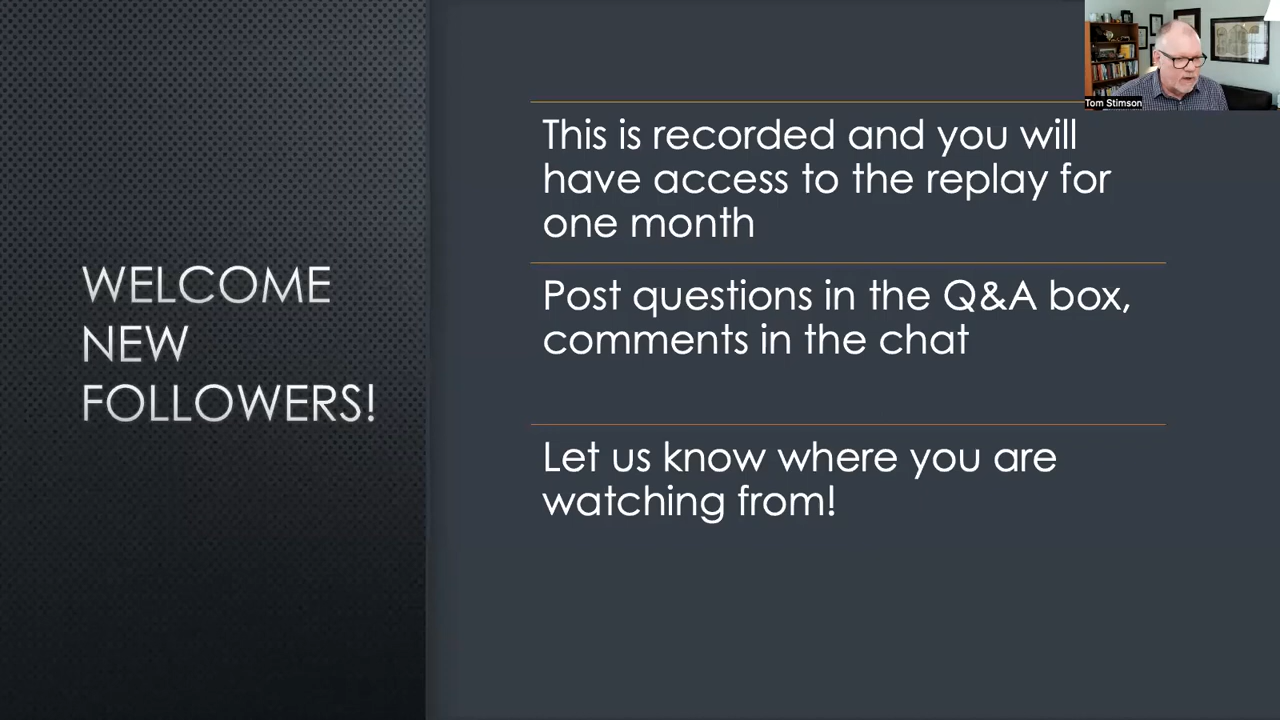 WELCOME
NEW
FOLLOWERS!
This is recorded and you will
have access to the replay for
one month
Post questions in the Q&A box,
comments in the chat
Let us know where you are
watching from!
Tom Stimson